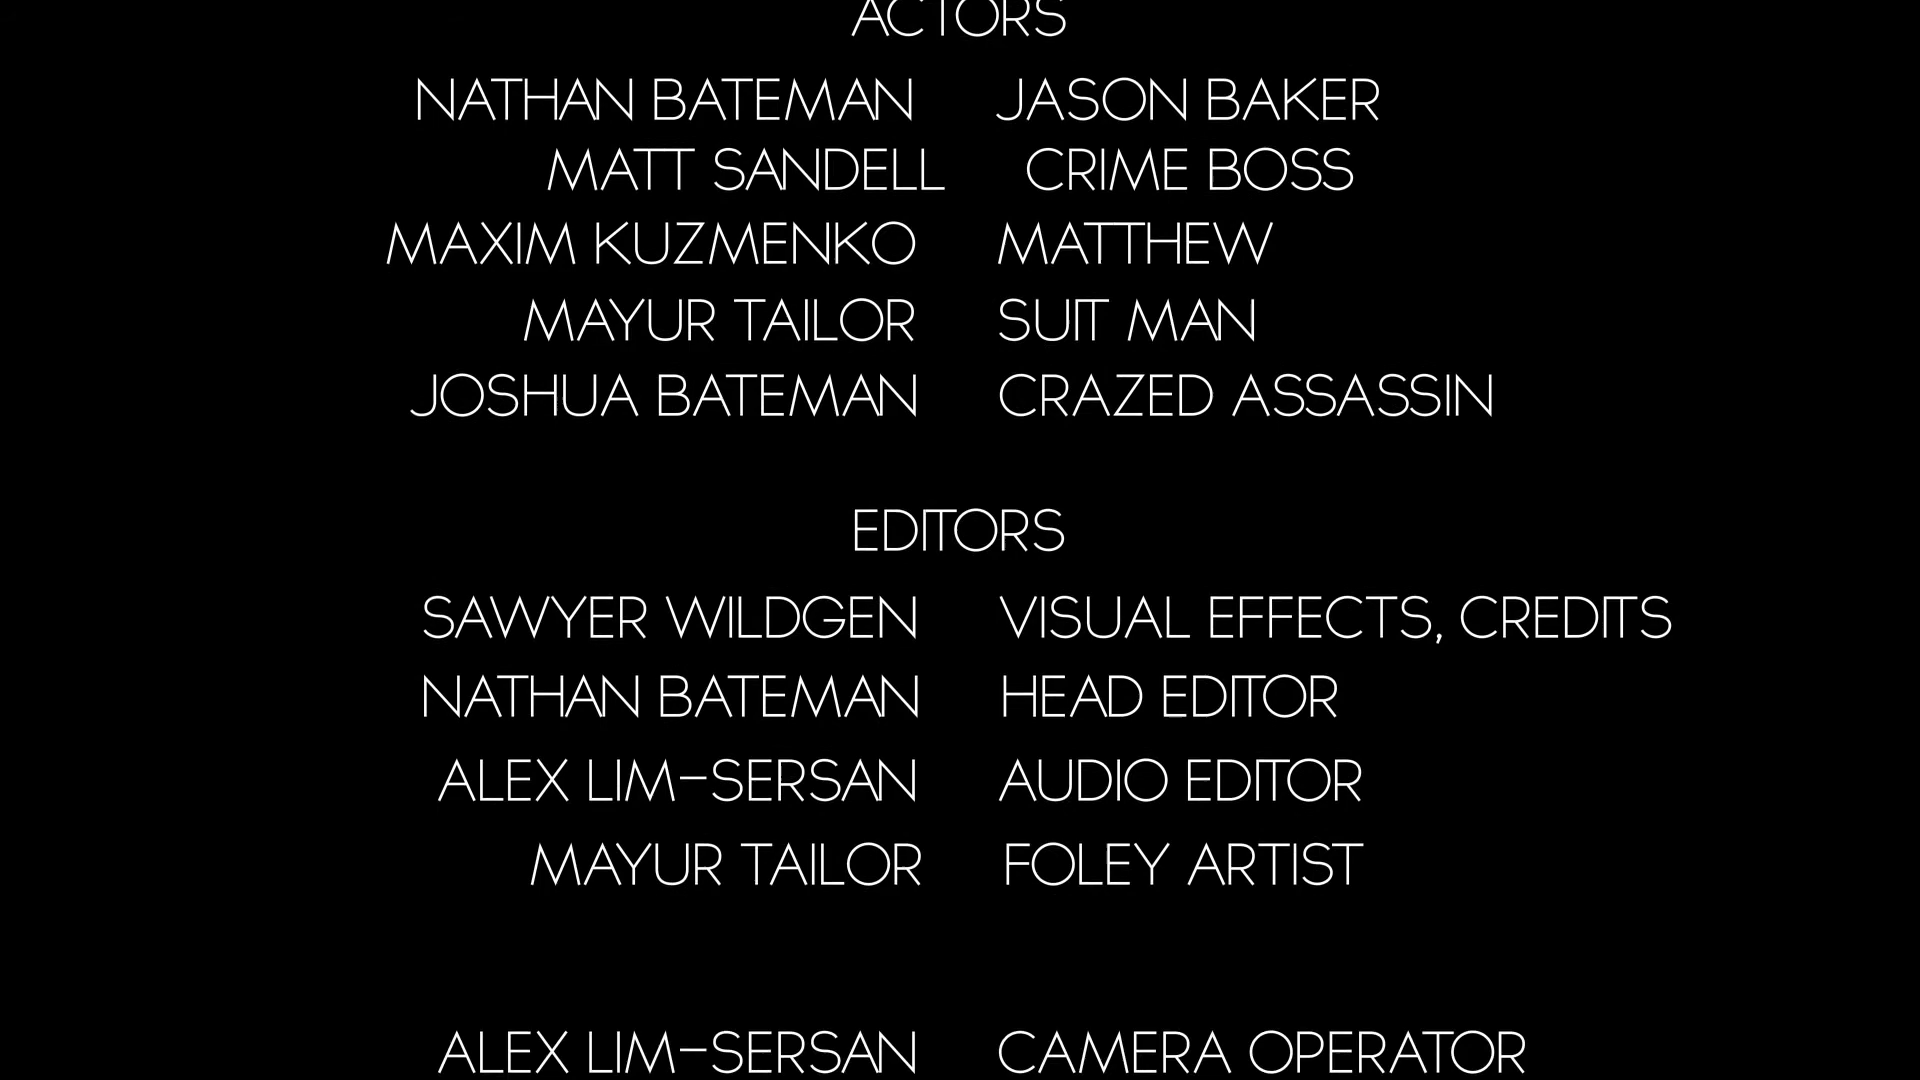 ACTORS
NATHAN BATEMAN JASON BAKER
MATT SANDELL CRIME BOSS
MAXIM KUZMENKO MATTHEW
MAYUR TAILOR SUIT MAN
JOSHUA BATEMAN CRAZED ASSASSIN
EDITORS
SAWYER WILDGEN VISUAL EFFECTS, CREDITS
NATHAN BATEMAN HEAD EDITOR
ALEX LIM-SERSAN AUDIO EDITOR
MAYUR TAILOR FOLEY ARTIST
ALEX LIM-SERSAN CAMERA OPERATOR